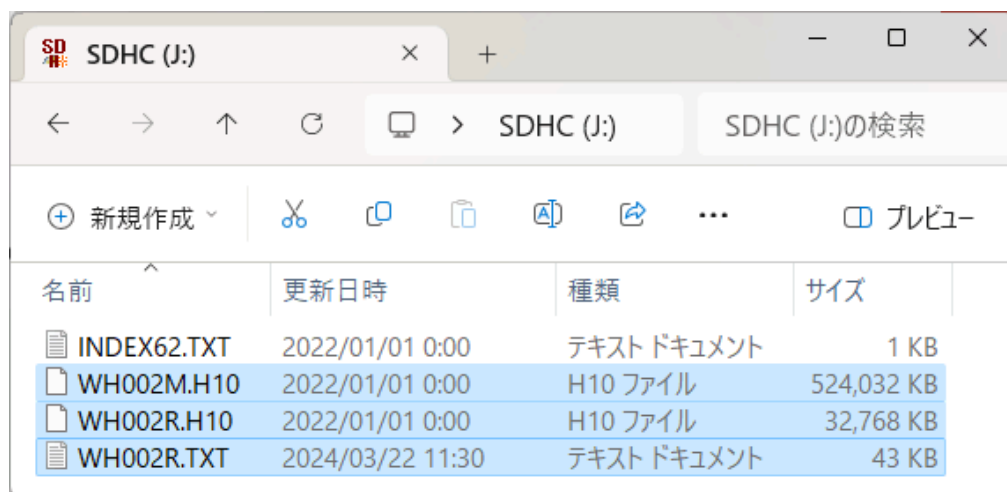 SDHC (J:)
SDHC (J:) SDHC (J:)の検索
新規作成 プレビュー
名前 更新日時 種類 サイズ
INDEX62.TXT 2022/01/01 0:00 テキスト ドキュメント 1 KB
WH002M.H10 2022/01/01 0:00 H10 ファイル 524,032 KB
WH002R.H10 2022/01/01 0:00 H10 ファイル 32,768 KB
WH002R.TXT 2024/03/22 11:30 テキスト ドキュメント 43 KB